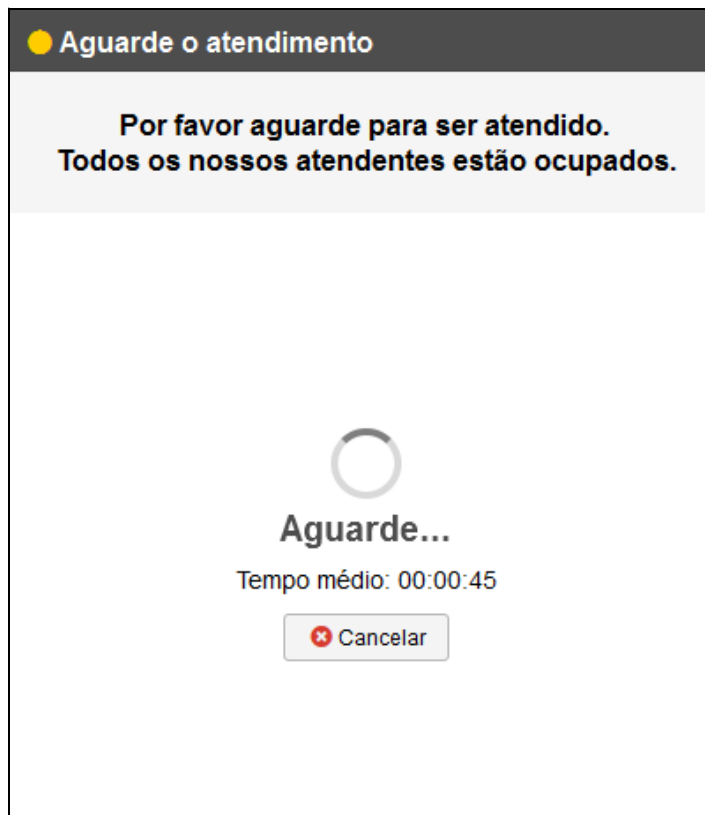 Aguarde o atendimento
Por favor aguarde para ser atendido.
Todos os nossos atendentes estão ocupados.
Aguarde...
Tempo médio: 00:00:45
Cancelar